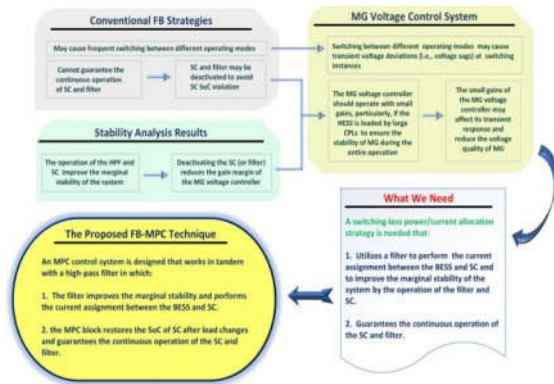 Conventional FB Strategies
May cause frequent switching between different operating modes
Cannot guarantee the
continuous operation
of SC and filter
SC and filter may be
deactivated to avoid
SC SoC violation
MG Voltage Control System
Switching between different operating modes may cause
transient voltage deviations (i.e., voltage sags) at switching
instances
The MG voltage controller
should operate with small
gains, particularly, if the
HESS is leaded by large
CPLs to ensure the
stability of MG during the
entire operation
The small gains of
the MG voltage
controller may
affect its transient
response and reduce
the voltage
quality of MG
Stability Analysis Results
The operation of the HPF and
SC improve the marginal
stability of the system
Deactivating the SC (or filter)
reduces the gain margin of
the MG voltage controller
What We Need
A switching-less power/current allocation
strategy is needed that:
1. Utilizes a filter to perform the current
assignment between the BESS and SC and to
improve the marginal stability of the
system by the operation of the filter and
SC.
2. Guarantees the continuous operation of
the SC and filter.
The Proposed FB-MPC Technique
An MPC control system is designed that works in tandem
with a high-pass filter in which:
1. The filter improves the marginal stability and performs
the current assignment between the BESS and SC.
2. the MPC block restores the SoC of SC after load changes
and guarantees the continuous operation of the SC and
filter.